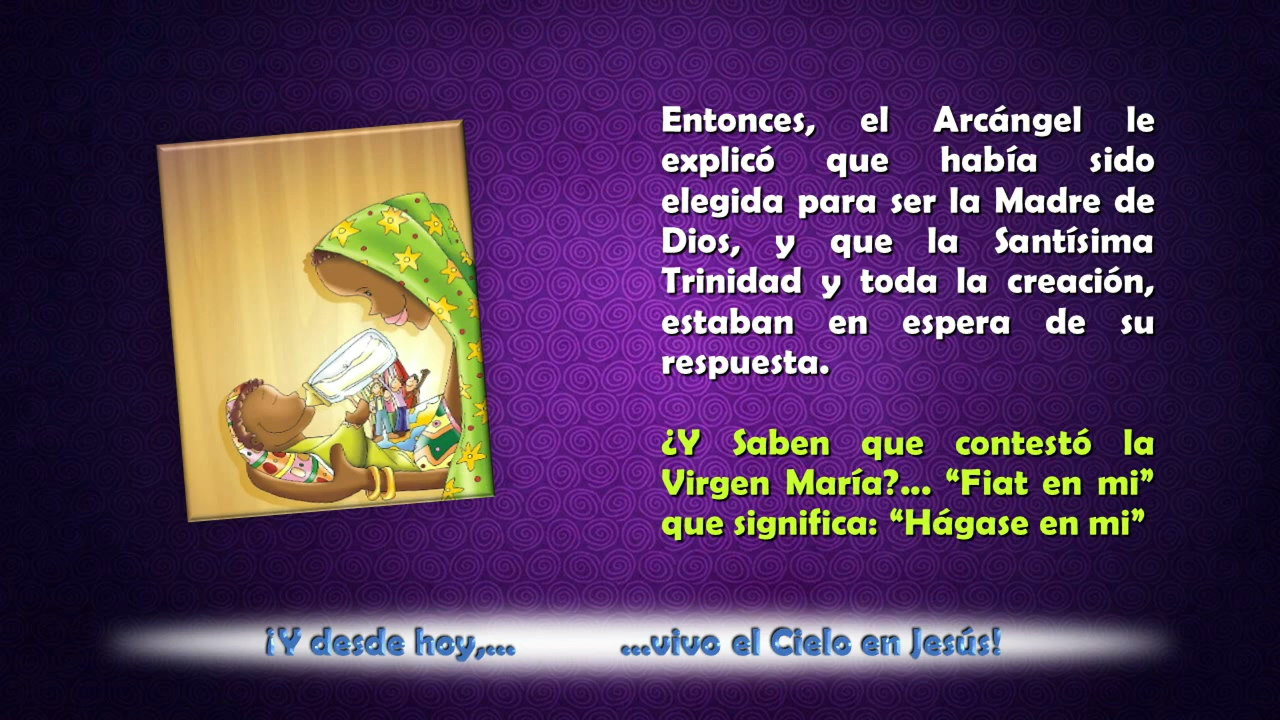 Entonces, el Arcángel le
explicó que había sido
elegida para ser la Madre de
Dios, y que la Santísima
Trinidad y toda la creación,
estaban en espera de su
respuesta.
¿Y Saben que contestó la
Virgen María?... “Fiat en mi”
que significa: “Hágase en mi”
¡Y desde hoy,... ...vivo el Cielo en Jesús!